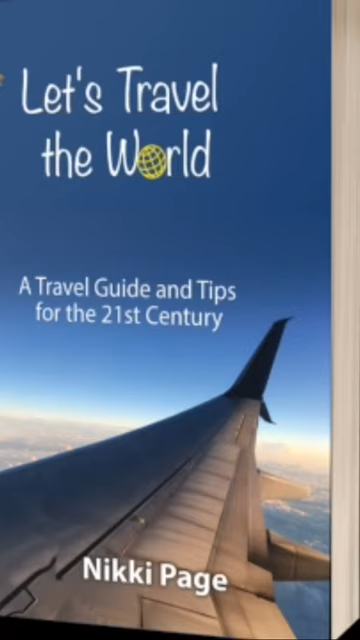 Let's Travel
the World
A Travel Guide and Tips
for the 21st Century
Nikki Page